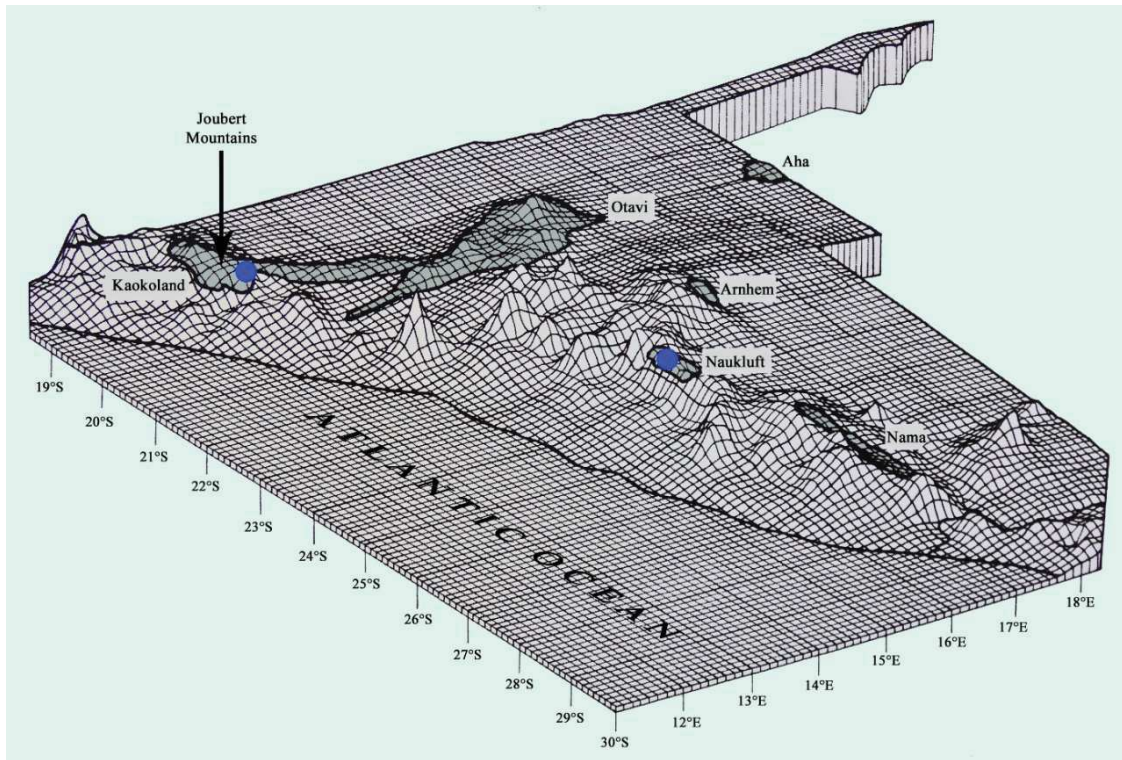 Joubert
Mountains
Aha
Otavi
Kaokoland
Arnhem
Naukluft
Nama
ATLANTIC OCEAN
19°S
20°S
21°S
22°S
23°S
24°S
25°S
26°S
27°S
28°S
29°S
30°S
12°E
13°E
14°E
15°E
16°E
17°E
18°E